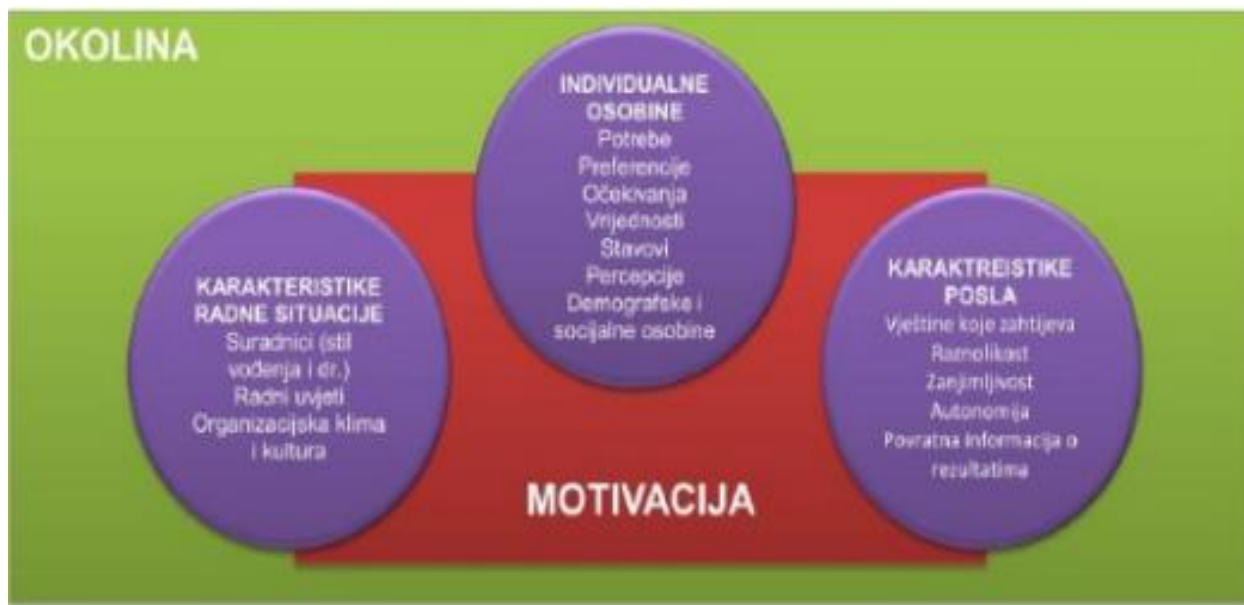 OKOLINA
INDIVIDUALNE
OSOBINE
Potrebe
Preferencije
Očekivanja
Vrijednosti
Stavovi
Percepcije
Demografske i
socijalne osobine
KARAKTERISTIKE
RADNE SITUACIJE
Suradnici (stil
vođenja i dr.)
Radni uvjeti
Organizacijska klima
i kultura
KARAKTREISTIKE
POSLA
Vještine koje zahtijeva
Raznolikost
Zanjimljivost
Autonomija
Povratna informacija o
rezultatima
MOTIVACIJA